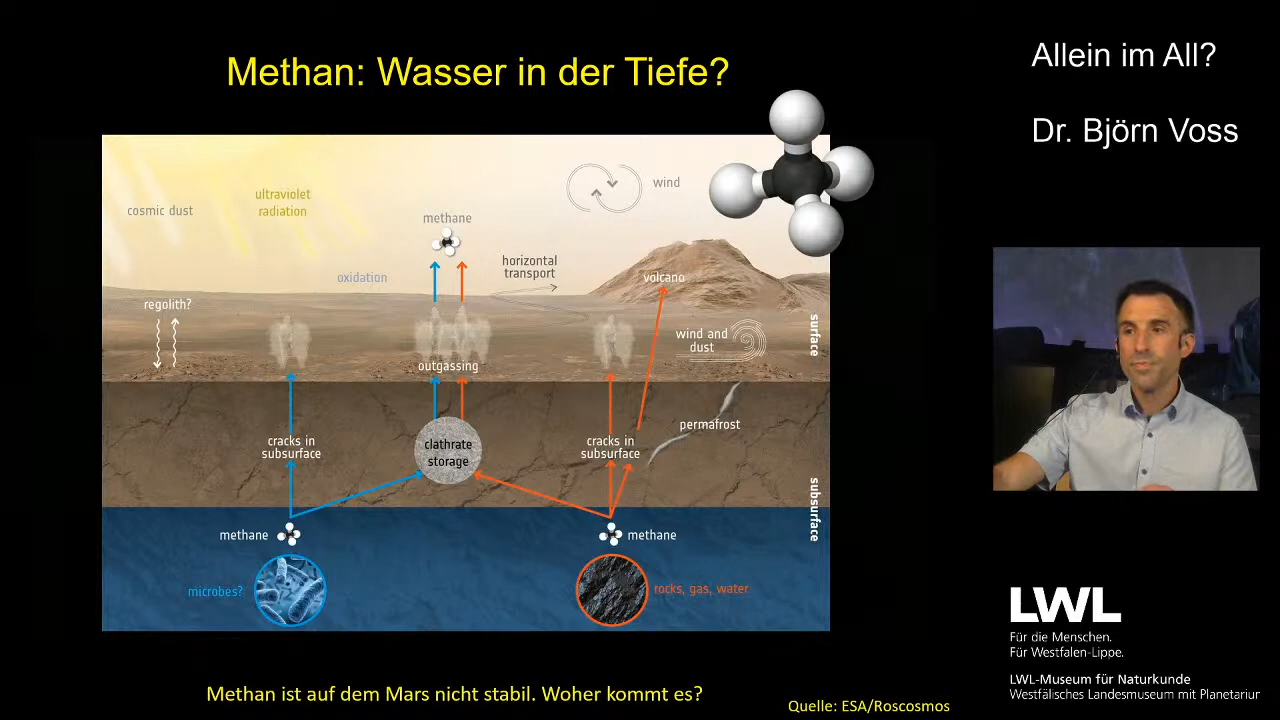 Methan: Wasser in der Tiefe?
Allein im All?
Dr. Björn Voss
cosmic dust
ultraviolet
radiation
methane
wind
oxidation
horizontal
transport
volcano
regolith?
wind and
dust
surface
outgassing
cracks in
subsurface
clathrate
storage
cracks in
subsurface
permafrost
subsurface
methane
methane
microbes?
rocks, gas, water
Methan ist auf dem Mars nicht stabil. Woher kommt es?
Quelle: ESA/Roscosmos
LWL
Für die Menschen.
Für Westfalen-Lippe.
LWL-Museum für Naturkunde
Westfälisches Landesmuseum mit Planetarium